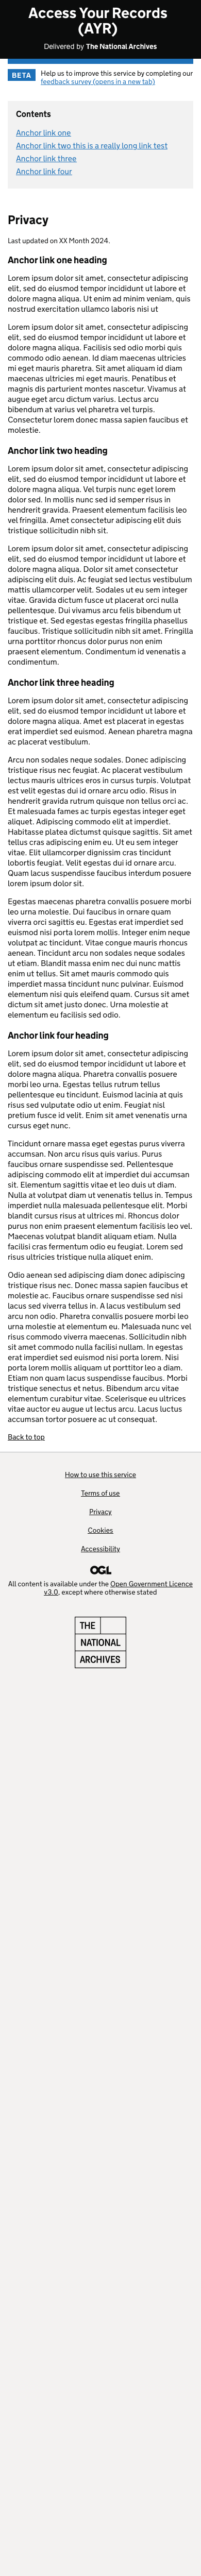 Access Your Records
(AYR)
Delivered by The National Archives
BETA
Help us to improve this service by completing our
feedback survey (opens in a new tab)
Contents
Anchor link one
Anchor link two this is a really long link test
Anchor link three
Anchor link four
Privacy
Last updated on XX Month 2024.
Anchor link one heading
Lorem ipsum dolor sit amet, consectetur adipiscing
elit, sed do eiusmod tempor incididunt ut labore et
dolore magna aliqua. Ut enim ad minim veniam, quis
nostrud exercitation ullamco laboris nisi ut
Lorem ipsum dolor sit amet, consectetur adipiscing
elit, sed do eiusmod tempor incididunt ut labore et
dolore magna aliqua. Facilisis sed odio morbi quis
commodo odio aenean. Id diam maecenas ultricies
mi eget mauris pharetra. Sit amet aliquam id diam
maecenas ultricies mi eget mauris. Penatibus et
magnis dis parturient montes nascetur. Vivamus at
augue eget arcu dictum varius. Lectus arcu
bibendum at varius vel pharetra vel turpis.
Consectetur lorem donec massa sapien faucibus et
molestie.
Anchor link two heading
Lorem ipsum dolor sit amet, consectetur adipiscing
elit, sed do eiusmod tempor incididunt ut labore et
dolore magna aliqua. Vel turpis nunc eget lorem
dolor sed. In mollis nunc sed id semper risus in
hendrerit gravida. Praesent elementum facilisis leo
vel fringilla. Amet consectetur adipiscing elit duis
tristique sollicitudin nibh sit.
Lorem ipsum dolor sit amet, consectetur adipiscing
elit, sed do eiusmod tempor incididunt ut labore et
dolore magna aliqua. Dolor sit amet consectetur
adipiscing elit duis. Ac feugiat sed lectus vestibulum
mattis ullamcorper velit. Sodales ut eu sem integer
vitae. Gravida dictum fusce ut placerat orci nulla
pellentesque. Dui vivamus arcu felis bibendum ut
tristique et. Sed egestas egestas fringilla phasellus
faucibus. Tristique sollicitudin nibh sit amet. Fringilla
urna porttitor rhoncus dolor purus non enim
praesent elementum. Condimentum id venenatis a
condimentum.
Anchor link three heading
Lorem ipsum dolor sit amet, consectetur adipiscing
elit, sed do eiusmod tempor incididunt ut labore et
dolore magna aliqua. Amet est placerat in egestas
erat imperdiet sed euismod. Aenean pharetra magna
ac placerat vestibulum.
Arcu non sodales neque sodales. Donec adipiscing
tristique risus nec feugiat. Ac placerat vestibulum
lectus mauris ultrices eros in cursus turpis. Volutpat
est velit egestas dui id ornare arcu odio. Risus in
hendrerit gravida rutrum quisque non tellus orci ac.
Et malesuada fames ac turpis egestas integer eget
aliquet. Adipiscing commodo elit at imperdiet.
Habitasse platea dictumst quisque sagittis. Sit amet
tellus cras adipiscing enim eu. Ut eu sem integer
vitae. Elit ullamcorper dignissim cras tincidunt
lobortis feugiat. Velit egestas dui id ornare arcu.
Quam lacus suspendisse faucibus interdum posuere
lorem ipsum dolor sit.
Egestas maecenas pharetra convallis posuere morbi
leo urna molestie. Dui faucibus in ornare quam
viverra orci sagittis eu. Egestas erat imperdiet sed
euismod nisi porta lorem mollis. Integer enim neque
volutpat ac tincidunt. Vitae congue mauris rhoncus
aenean. Tincidunt arcu non sodales neque sodales
ut etiam. Blandit massa enim nec dui nunc mattis
enim ut tellus. Sit amet mauris commodo quis
imperdiet massa tincidunt nunc pulvinar. Euismod
elementum nisi quis eleifend quam. Cursus sit amet
dictum sit amet justo donec. Urna molestie at
elementum eu facilisis sed odio.
Anchor link four heading
Lorem ipsum dolor sit amet, consectetur adipiscing
elit, sed do eiusmod tempor incididunt ut labore et
dolore magna aliqua. Pharetra convallis posuere
morbi leo urna. Egestas tellus rutrum tellus
pellentesque eu tincidunt. Euismod lacinia at quis
risus sed vulputate odio ut enim. Feugiat nisl
pretium fusce id velit. Enim sit amet venenatis urna
cursus eget nunc.
Tincidunt ornare massa eget egestas purus viverra
accumsan. Non arcu risus quis varius. Purus
faucibus ornare suspendisse sed. Pellentesque
adipiscing commodo elit at imperdiet dui accumsan
sit. Elementum sagittis vitae et leo duis ut diam.
Nulla at volutpat diam ut venenatis tellus in. Tempus
imperdiet nulla malesuada pellentesque elit. Morbi
blandit cursus risus at ultrices mi. Rhoncus dolor
purus non enim praesent elementum facilisis leo vel.
Maecenas volutpat blandit aliquam etiam. Nulla
facilisi cras fermentum odio eu feugiat. Lorem sed
risus ultricies tristique nulla aliquet enim.
Odio aenean sed adipiscing diam donec adipiscing
tristique risus nec. Donec massa sapien faucibus et
molestie ac. Faucibus ornare suspendisse sed nisi
lacus sed viverra tellus in. A lacus vestibulum sed
arcu non odio. Pharetra convallis posuere morbi leo
urna molestie at elementum eu. Malesuada nunc vel
risus commodo viverra maecenas. Sollicitudin nibh
sit amet commodo nulla facilisi nullam. In egestas
erat imperdiet sed euismod nisi porta lorem. Nisi
porta lorem mollis aliquam ut porttitor leo a diam.
Etiam non quam lacus suspendisse faucibus. Morbi
tristique senectus et netus. Bibendum arcu vitae
elementum curabitur vitae. Scelerisque eu ultrices
vitae auctor eu augue ut lectus arcu. Lacus luctus
accumsan tortor posuere ac ut consequat.
Back to top
How to use this service
Terms of use
Privacy
Cookies
Accessibility
OGL
All content is available under the Open Government Licence
v3.0, except where otherwise stated
THE
NATIONAL
ARCHIVES